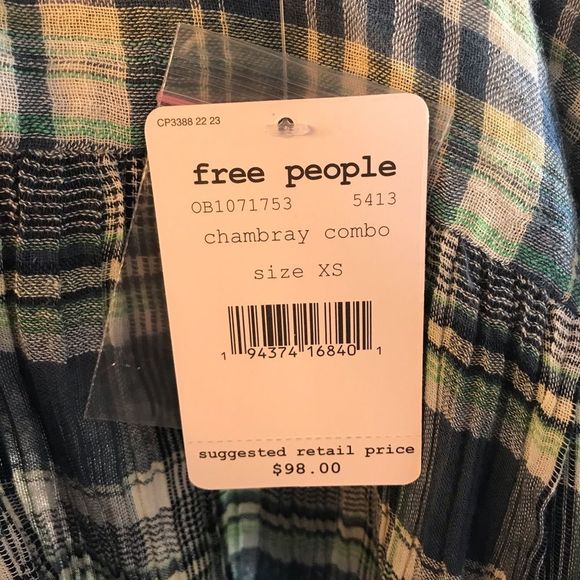 CP3388 22 23
free people
OB1071753 5413
chambray combo
size XS
1 94374 16840 1
suggested retail price
$98.00